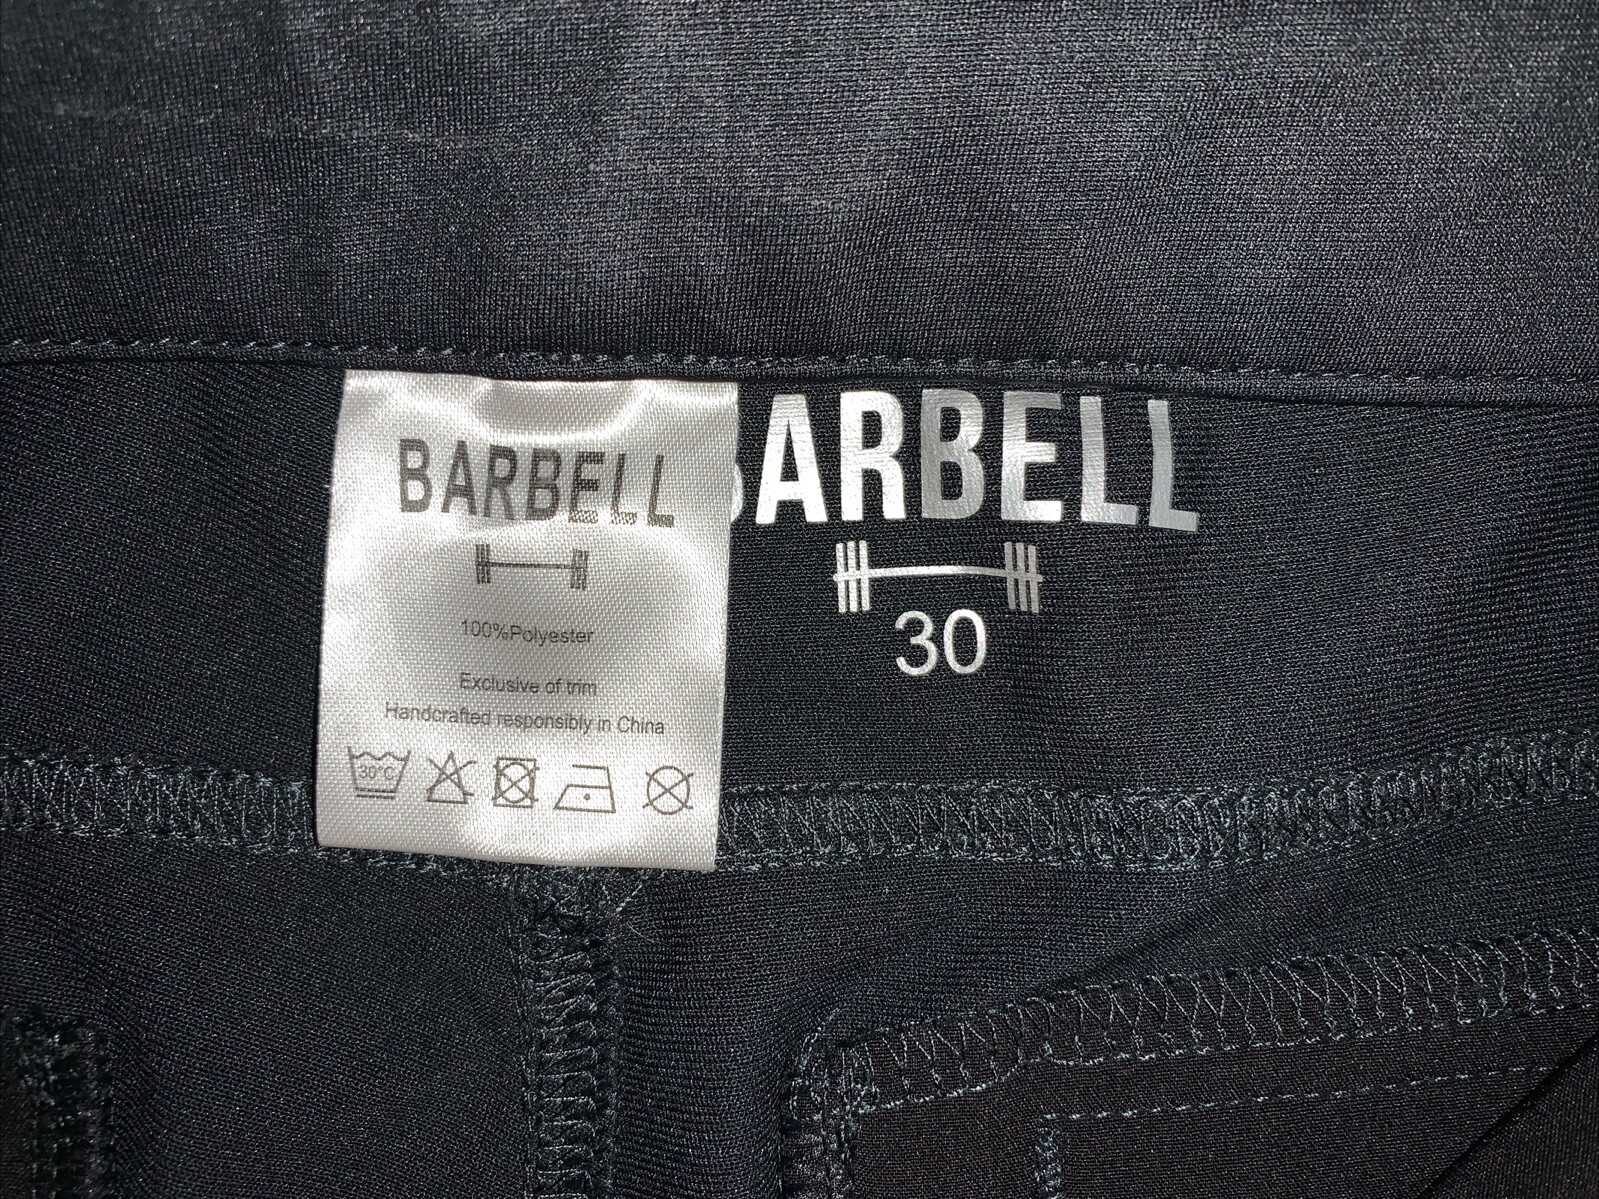 BARBELL
100%Polyester
Exclusive of trim
Handcrafted responsibly in China
30°C
BARBELL
30